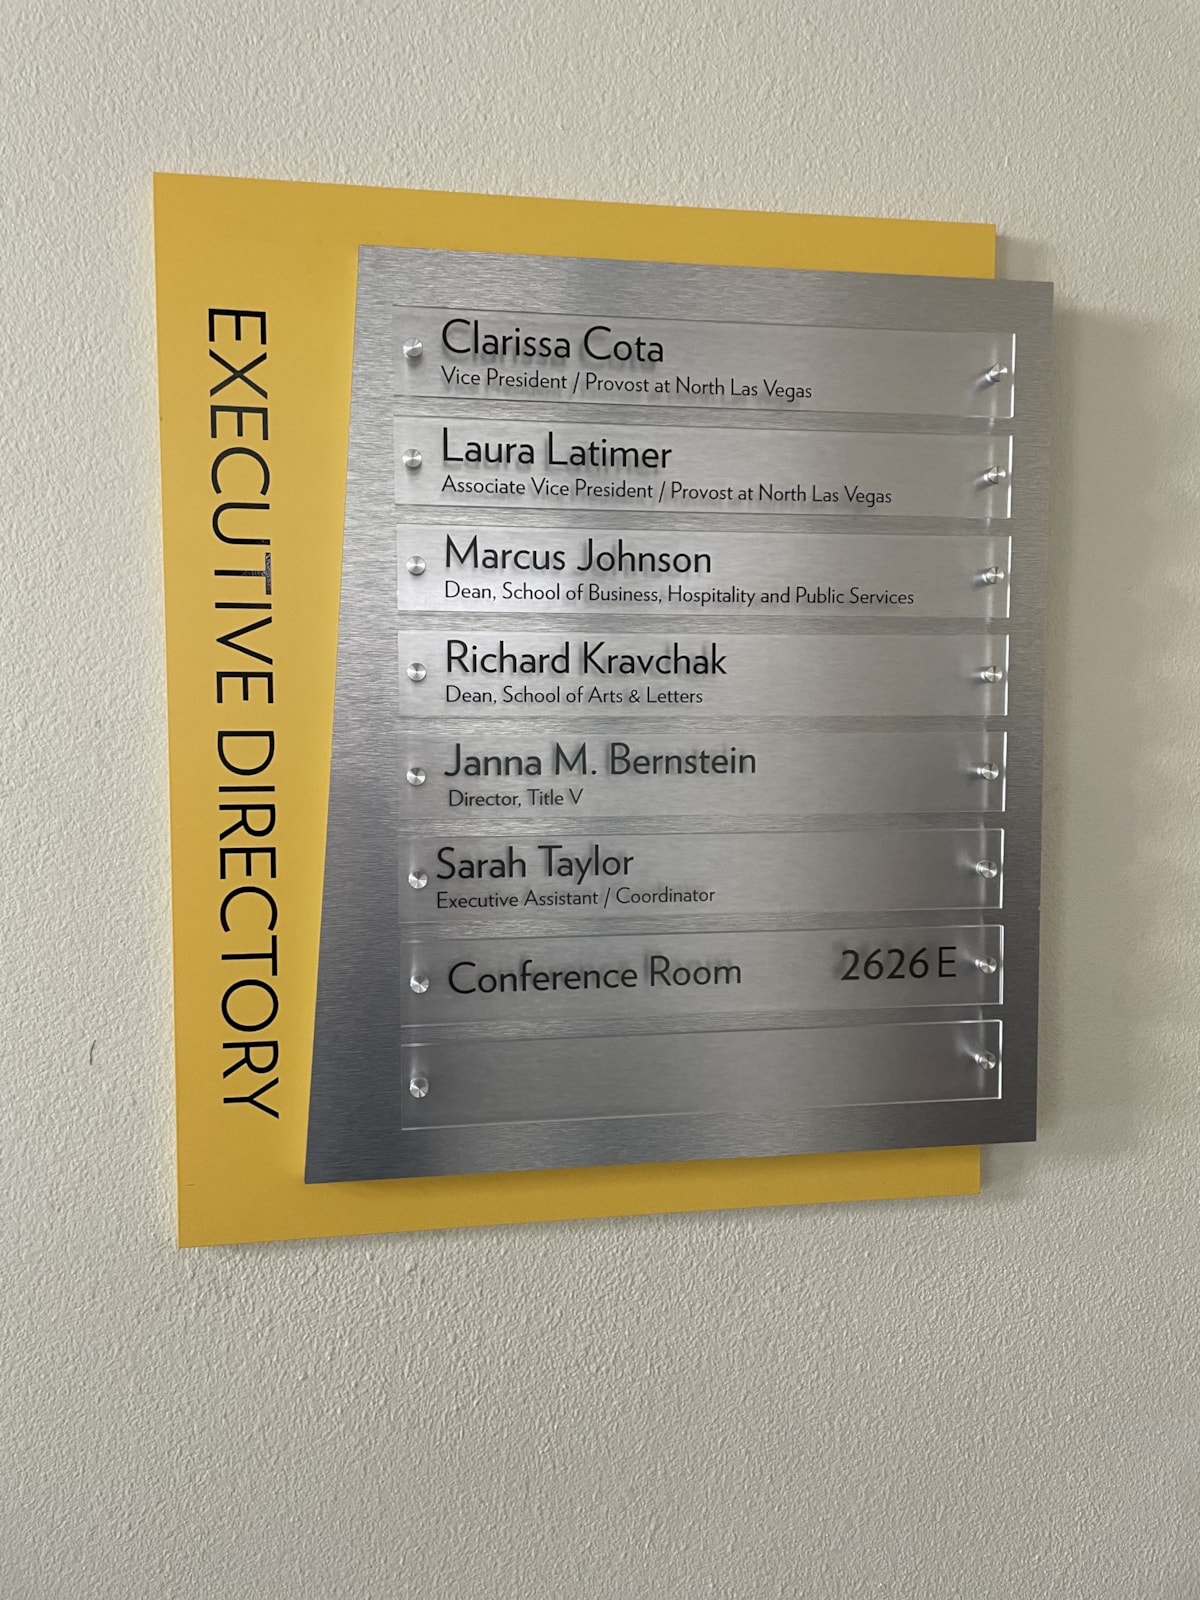 EXECUTIVE DIRECTORY
Clarissa Cota
Vice President / Provost at North Las Vegas
Laura Latimer
Associate Vice President / Provost at North Las Vegas
Marcus Johnson
Dean, School of Business, Hospitality and Public Services
Richard Kravchak
Dean, School of Arts & Letters
Janna M. Bernstein
Director, Title V
Sarah Taylor
Executive Assistant / Coordinator
Conference Room 2626 E